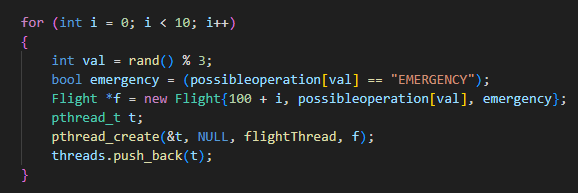 for (int i = 0; i < 10; i++)
{
    int val = rand() % 3;
    bool emergency = (possibleoperation[val] == "EMERGENCY");
    Flight *f = new Flight{100 + i, possibleoperation[val], emergency};
    pthread_t t;
    pthread_create(&t, NULL, flightThread, f);
    threads.push_back(t);
}